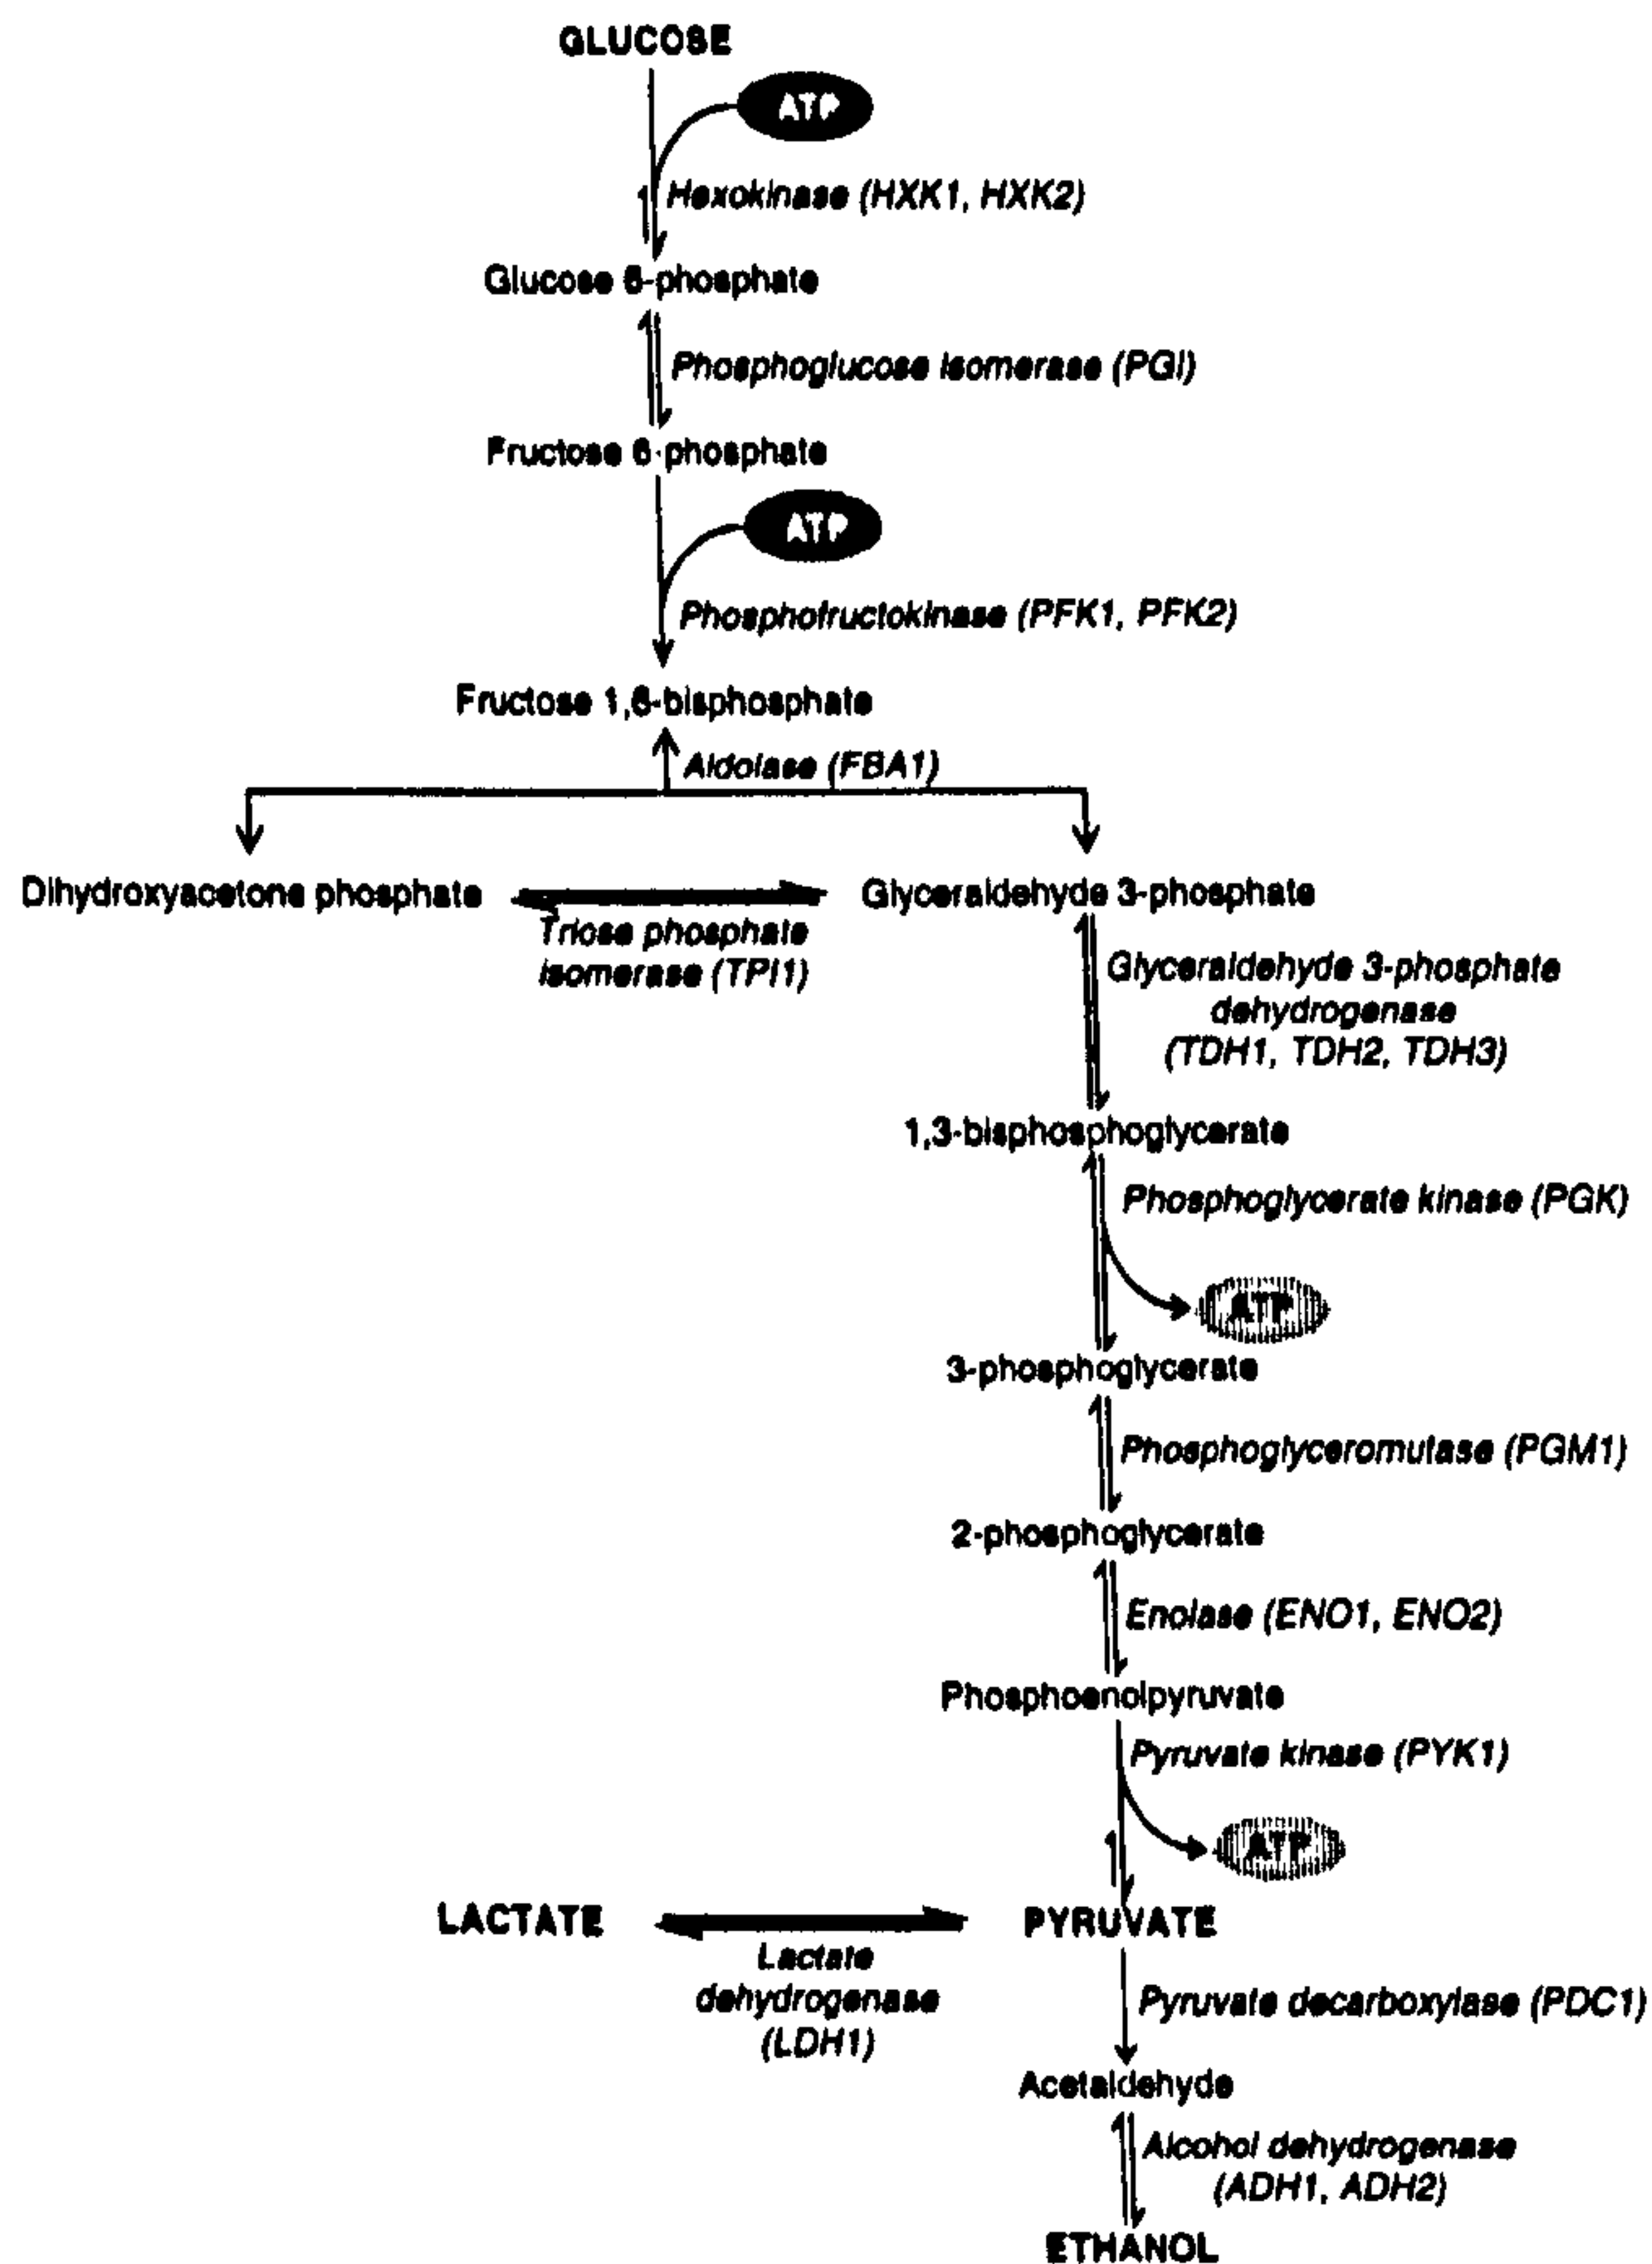 GLUCOSE
ATP
Hexokinase (HXK1, HXK2)
Glucose 6-phosphate
Phosphoglucose isomerase (PGI)
Fructose 6-phosphate
ATP
Phosphofructokinase (PFK1, PFK2)
Fructose 1,6-bisphosphate
Aldolase (FBA1)
Dihydroxyacetone phosphate
Glyceraldehyde 3-phosphate
Triose phosphate
isomerase (TPI1)
Glyceraldehyde 3-phosphate
dehydrogenase
(TDH1, TDH2, TDH3)
1,3-bisphosphoglycerate
Phosphoglycerate kinase (PGK)
ATP
3-phosphoglycerate
Phosphoglyceromutase (PGM1)
2-phosphoglycerate
Enolase (ENO1, ENO2)
Phosphoenolpyruvate
Pyruvate kinase (PYK1)
ATP
LACTATE
PYRUVATE
Lactate
dehydrogenase
(LDH1)
Pyruvate decarboxylase (PDC1)
Acetaldehyde
Alcohol dehydrogenase
(ADH1, ADH2)
ETHANOL